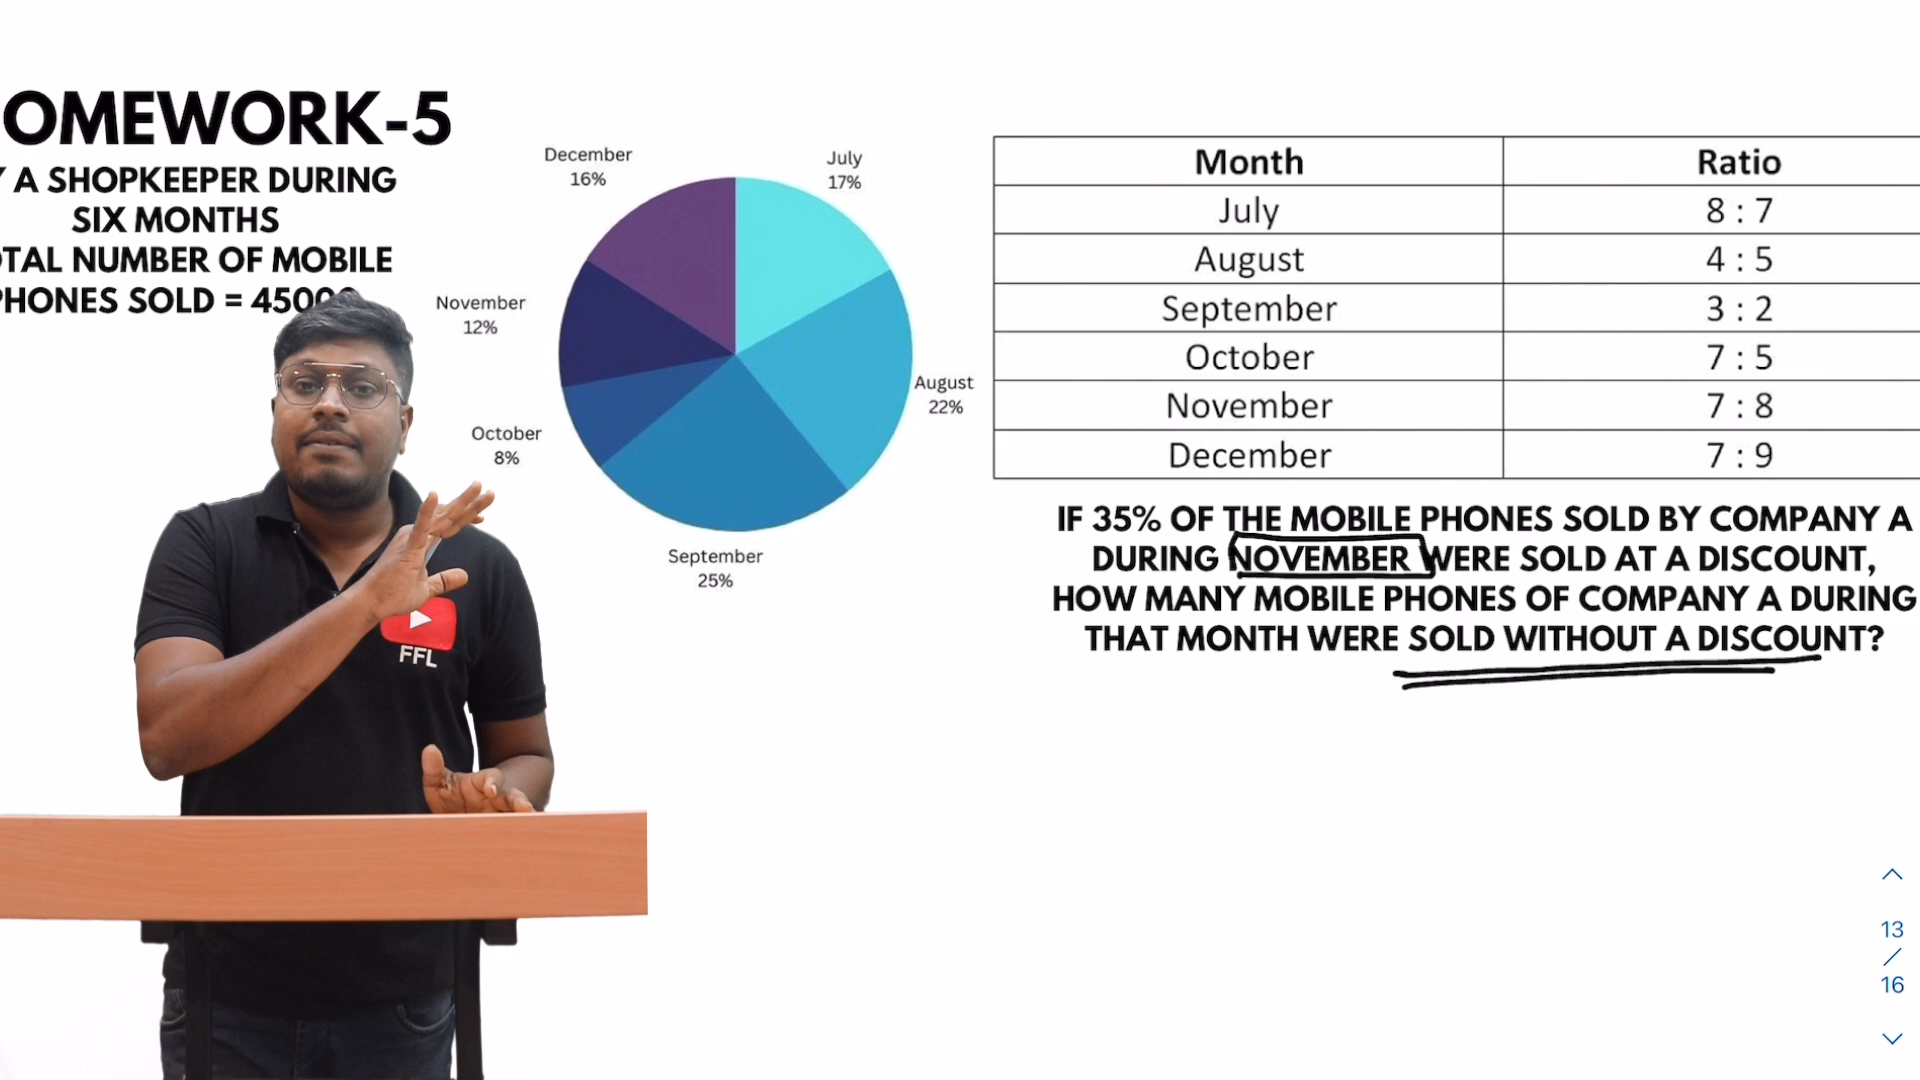 OMEWORK-5
Y A SHOPKEEPER DURING
SIX MONTHS
OTAL NUMBER OF MOBILE
PHONES SOLD = 4500
December
16%
July
17%
November
12%
August
22%
October
8%
September
25%
Month Ratio
July 8 : 7
August 4 : 5
September 3 : 2
October 7 : 5
November 7 : 8
December 7 : 9
IF 35% OF THE MOBILE PHONES SOLD BY COMPANY A
DURING NOVEMBER WERE SOLD AT A DISCOUNT,
HOW MANY MOBILE PHONES OF COMPANY A DURING
THAT MONTH WERE SOLD WITHOUT A DISCOUNT?
FFL
13
/
16